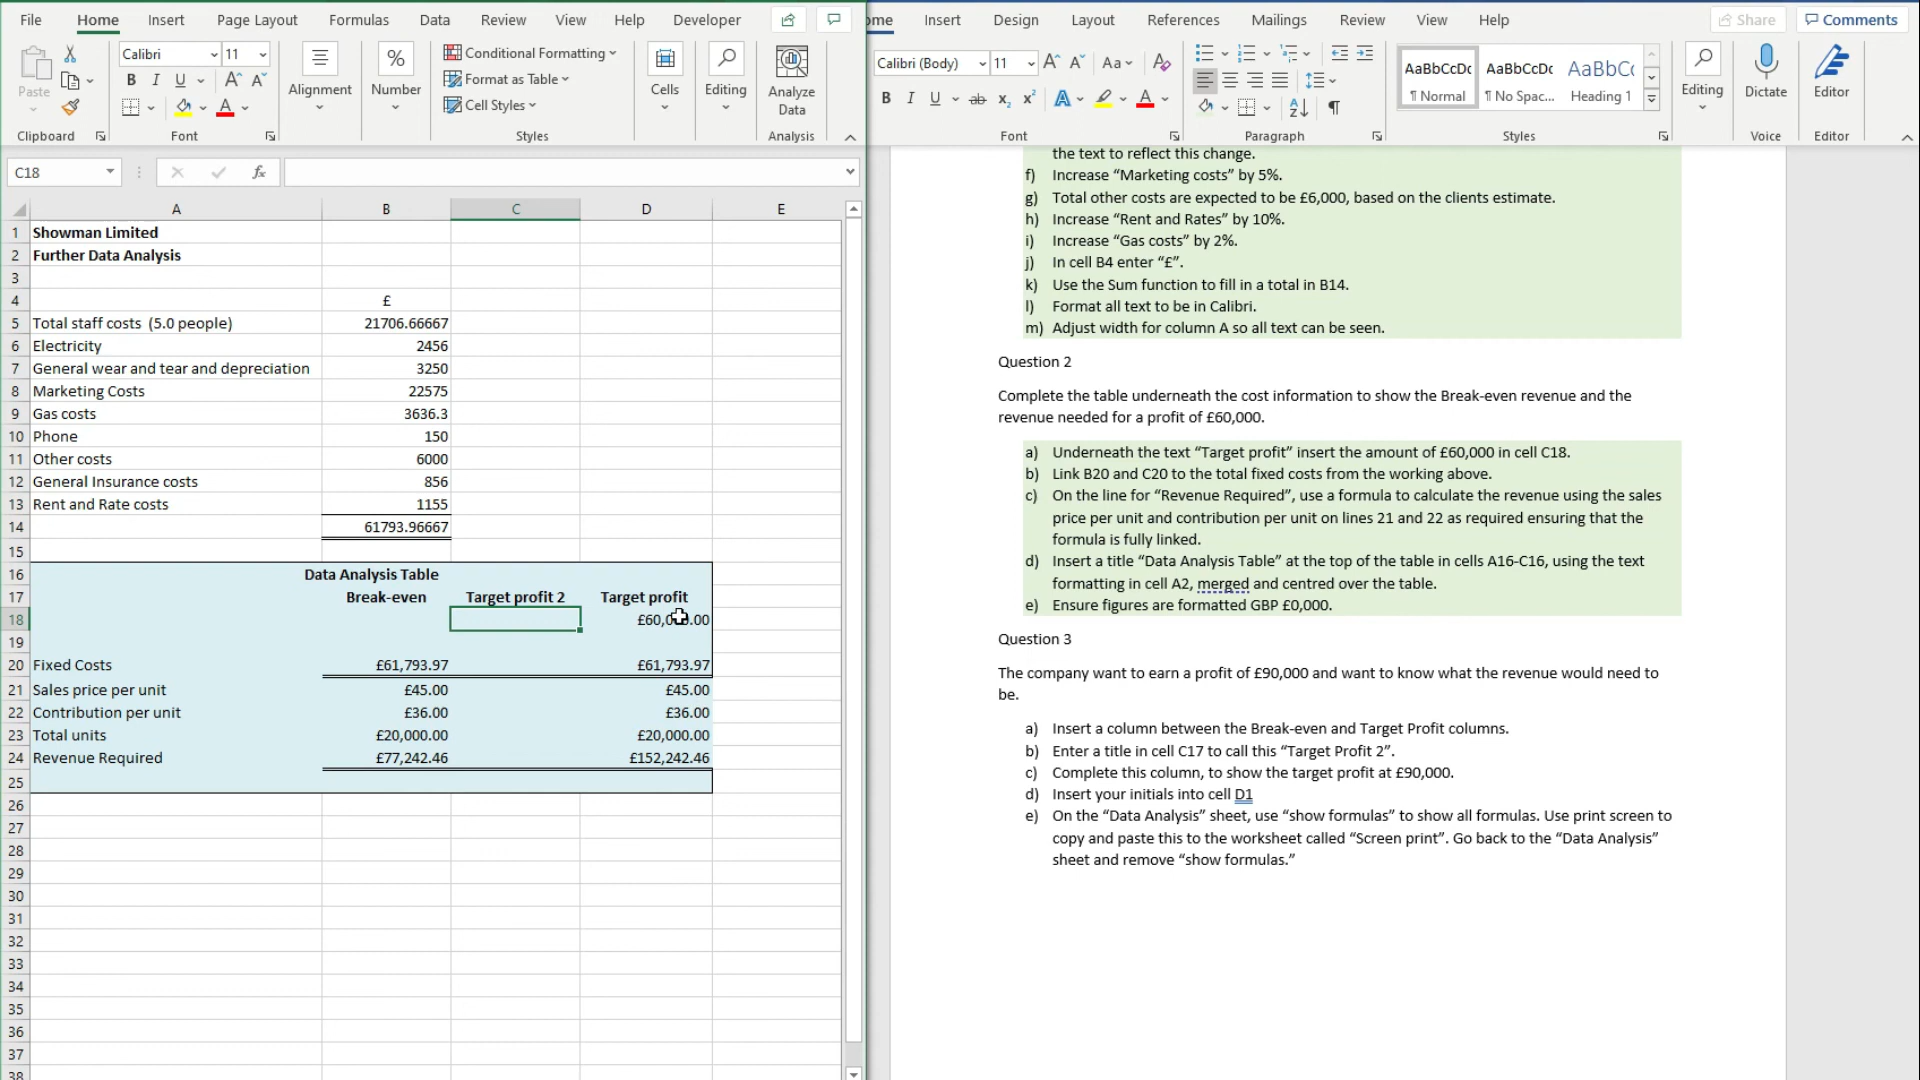 File Home Insert Page Layout Formulas Data Review View Help Developer
Calibri 11
Paste
B I U
Alignment
Number
Conditional Formatting
Format as Table
Cell Styles
Cells
Editing
Analyze Data
Clipboard Font Styles Analysis
C18
fx
A B C D E
1 Showman Limited
2 Further Data Analysis
3
4 £
5 Total staff costs (5.0 people) 21706.66667
6 Electricity 2456
7 General wear and tear and depreciation 3250
8 Marketing Costs 22575
9 Gas costs 3636.3
10 Phone 150
11 Other costs 6000
12 General Insurance costs 856
13 Rent and Rate costs 1155
14 61793.96667
15
16 Data Analysis Table
17 Break-even Target profit 2 Target profit
18
19
20 Fixed Costs £61,793.97 £61,793.97
21 Sales price per unit £45.00 £45.00
22 Contribution per unit £36.00 £36.00
23 Total units £20,000.00 £20,000.00
24 Revenue Required £77,242.46 £152,242.46
25
26
27
28
29
30
31
32
33
34
35
36
37
38
Insert Design Layout References Mailings Review View Help Share Comments
Calibri (Body) 11
Aa
B I U ab x₂ x²
AaBbCcDc AaBbCcDc AaBbCc
¶ Normal ¶ No Spac... Heading 1
Editing
Dictate
Editor
Font Paragraph Styles Voice Editor
the text to reflect this change.
f) Increase “Marketing costs” by 5%.
g) Total other costs are expected to be £6,000, based on the clients estimate.
h) Increase “Rent and Rates” by 10%.
i) Increase “Gas costs” by 2%.
j) In cell B4 enter “£”.
k) Use the Sum function to fill in a total in B14.
l) Format all text to be in Calibri.
m) Adjust width for column A so all text can be seen.
Question 2
Complete the table underneath the cost information to show the Break-even revenue and the
revenue needed for a profit of £60,000.
a) Underneath the text “Target profit” insert the amount of £60,000 in cell C18.
b) Link B20 and C20 to the total fixed costs from the working above.
c) On the line for “Revenue Required”, use a formula to calculate the revenue using the sales
price per unit and contribution per unit on lines 21 and 22 as required ensuring that the
formula is fully linked.
d) Insert a title “Data Analysis Table” at the top of the table in cells A16-C16, using the text
formatting in cell A2, merged and centred over the table.
e) Ensure figures are formatted GBP £0,000.
Question 3
The company want to earn a profit of £90,000 and want to know what the revenue would need to
be.
a) Insert a column between the Break-even and Target Profit columns.
b) Enter a title in cell C17 to call this “Target Profit 2”.
c) Complete this column, to show the target profit at £90,000.
d) Insert your initials into cell D1
e) On the “Data Analysis” sheet, use “show formulas” to show all formulas. Use print screen to
copy and paste this to the worksheet called “Screen print”. Go back to the “Data Analysis”
sheet and remove “show formulas.”